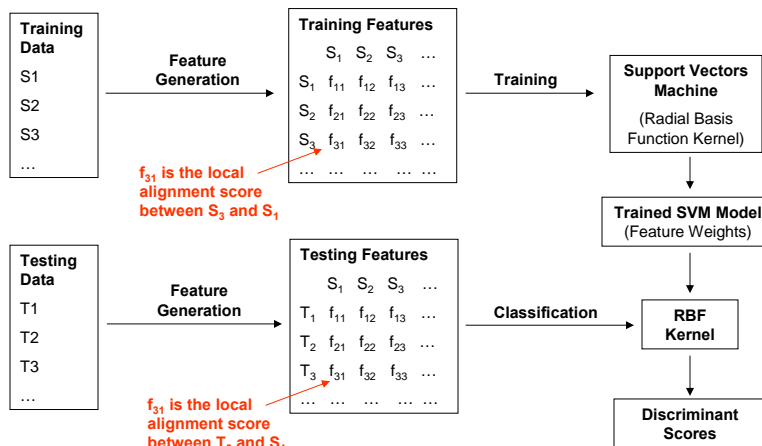 Training
Data
S1
S2
S3
…
Feature
Generation
Training Features
S₁ S₂ S₃ …
S₁ f₁₁ f₁₂ f₁₃ …
S₂ f₂₁ f₂₂ f₂₃ …
S₃ f₃₁ f₃₂ f₃₃ …
… … … … …
f₃₁ is the local
alignment score
between S₃ and S₁
Training
Support Vectors
Machine
(Radial Basis
Function Kernel)
Trained SVM Model
(Feature Weights)
Testing
Data
T1
T2
T3
…
Feature
Generation
Testing Features
S₁ S₂ S₃ …
T₁ f₁₁ f₁₂ f₁₃ …
T₂ f₂₁ f₂₂ f₂₃ …
T₃ f₃₁ f₃₂ f₃₃ …
… … … … …
f₃₁ is the local
alignment score
between T₃ and S₁
Classification
RBF
Kernel
Discriminant
Scores